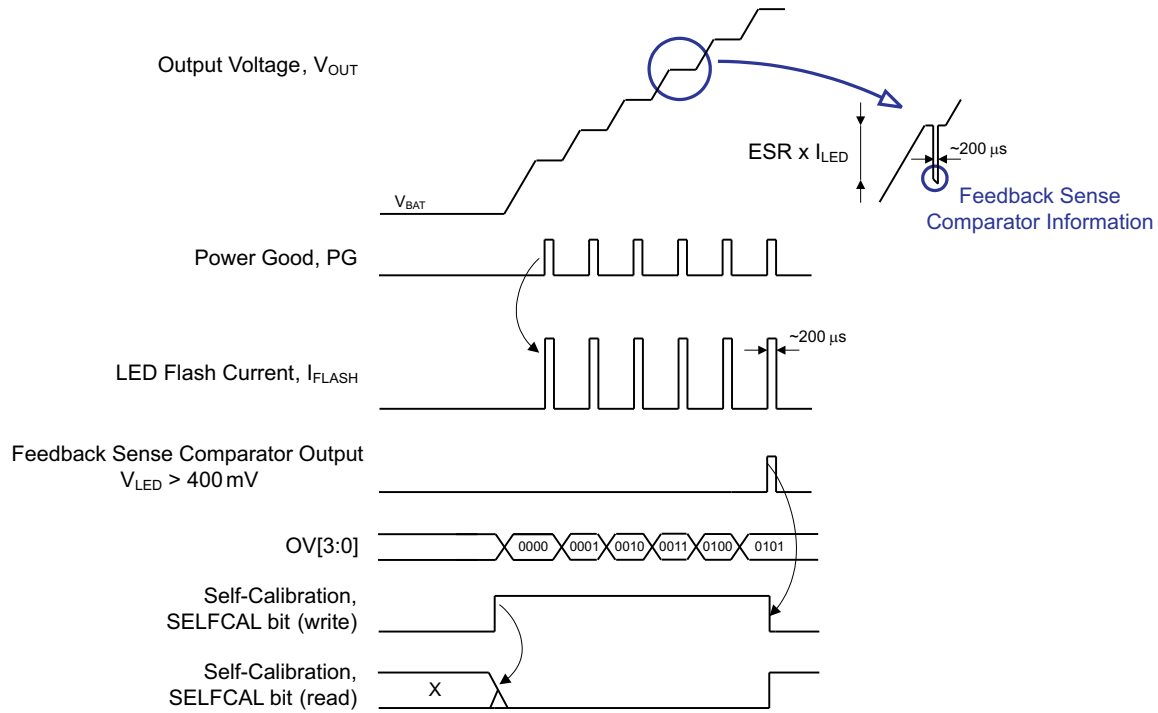 Output Voltage, VOUT
ESR x ILED
~200 μs
Feedback Sense
Comparator Information
VBAT
Power Good, PG
~200 μs
LED Flash Current, IFLASH
Feedback Sense Comparator Output
VLED > 400 mV
OV[3:0]
0000 0001 0010 0011 0100 0101
Self-Calibration,
SELFCAL bit (write)
Self-Calibration,
SELFCAL bit (read)
X